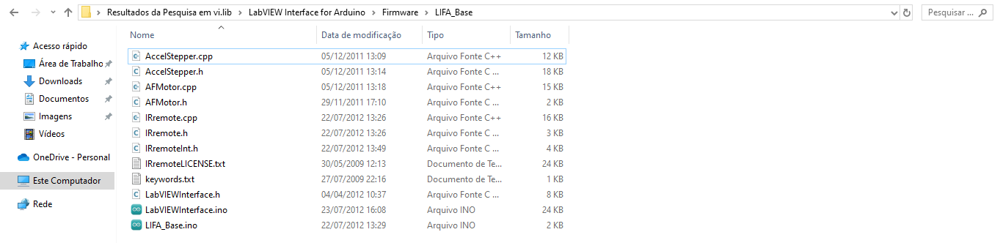 Resultados da Pesquisa em vi.lib > LabVIEW Interface for Arduino > Firmware > LIFA_Base
Pesquisar ...
Acesso rápido
Área de Trabalho
Downloads
Documentos
Imagens
Vídeos
OneDrive - Personal
Este Computador
Rede
Nome Data de modificação Tipo Tamanho
AccelStepper.cpp 05/12/2011 13:09 Arquivo Fonte C++ 12 KB
AccelStepper.h 05/12/2011 13:14 Arquivo Fonte C ... 18 KB
AFMotor.cpp 05/12/2011 13:18 Arquivo Fonte C++ 15 KB
AFMotor.h 29/11/2011 17:10 Arquivo Fonte C ... 2 KB
IRremote.cpp 22/07/2012 13:26 Arquivo Fonte C++ 16 KB
IRremote.h 22/07/2012 13:26 Arquivo Fonte C ... 3 KB
IRremoteInt.h 22/07/2012 13:49 Arquivo Fonte C ... 4 KB
IRremoteLICENSE.txt 30/05/2009 12:13 Documento de Te... 24 KB
keywords.txt 27/07/2009 22:16 Documento de Te... 1 KB
LabVIEWInterface.h 04/04/2012 10:37 Arquivo Fonte C ... 8 KB
LabVIEWInterface.ino 23/07/2012 16:08 Arquivo INO 24 KB
LIFA_Base.ino 22/07/2012 13:29 Arquivo INO 2 KB